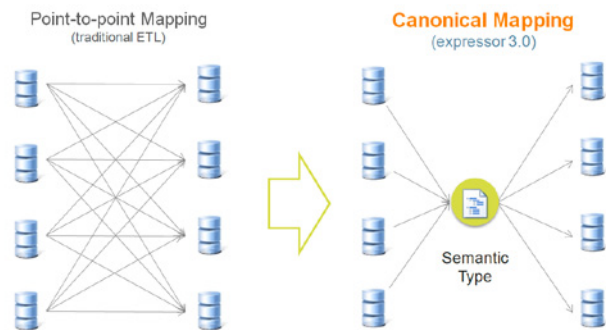 Point-to-point Mapping
(traditional ETL)
Canonical Mapping
(expressor 3.0)
Semantic
Type